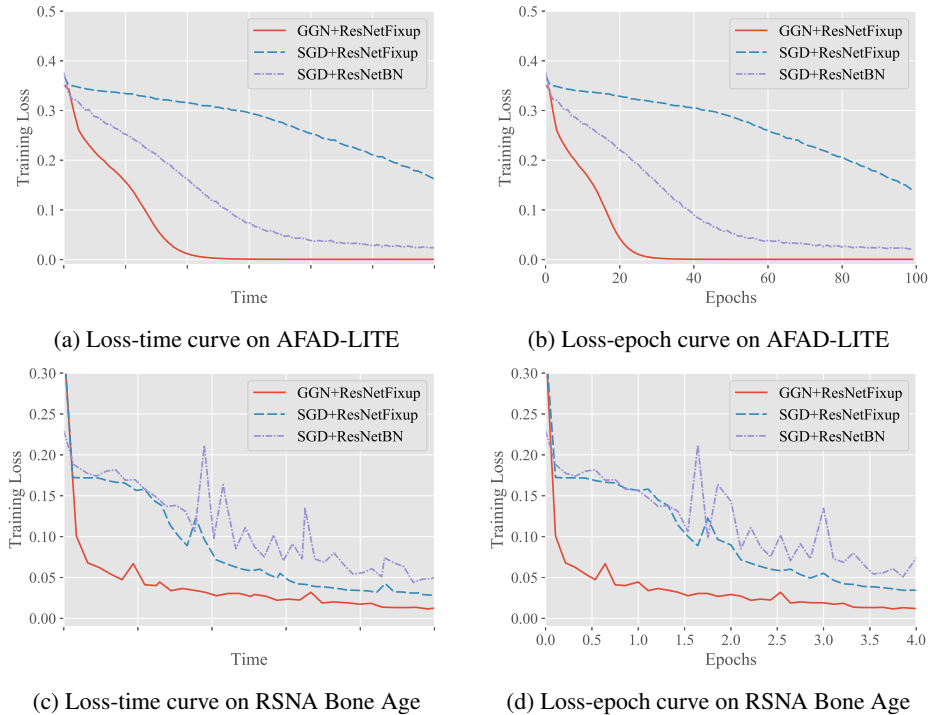 0.5
0.4
0.3
0.2
0.1
0.0
Training Loss
GGN+ResNetFixup
SGD+ResNetFixup
SGD+ResNetBN
Time
(a) Loss-time curve on AFAD-LITE
0.5
0.4
0.3
0.2
0.1
0.0
Training Loss
GGN+ResNetFixup
SGD+ResNetFixup
SGD+ResNetBN
0 20 40 60 80 100
Epochs
(b) Loss-epoch curve on AFAD-LITE
0.30
0.25
0.20
0.15
0.10
0.05
0.00
Training Loss
GGN+ResNetFixup
SGD+ResNetFixup
SGD+ResNetBN
Time
(c) Loss-time curve on RSNA Bone Age
0.30
0.25
0.20
0.15
0.10
0.05
0.00
Training Loss
GGN+ResNetFixup
SGD+ResNetFixup
SGD+ResNetBN
0.0 0.5 1.0 1.5 2.0 2.5 3.0 3.5 4.0
Epochs
(d) Loss-epoch curve on RSNA Bone Age